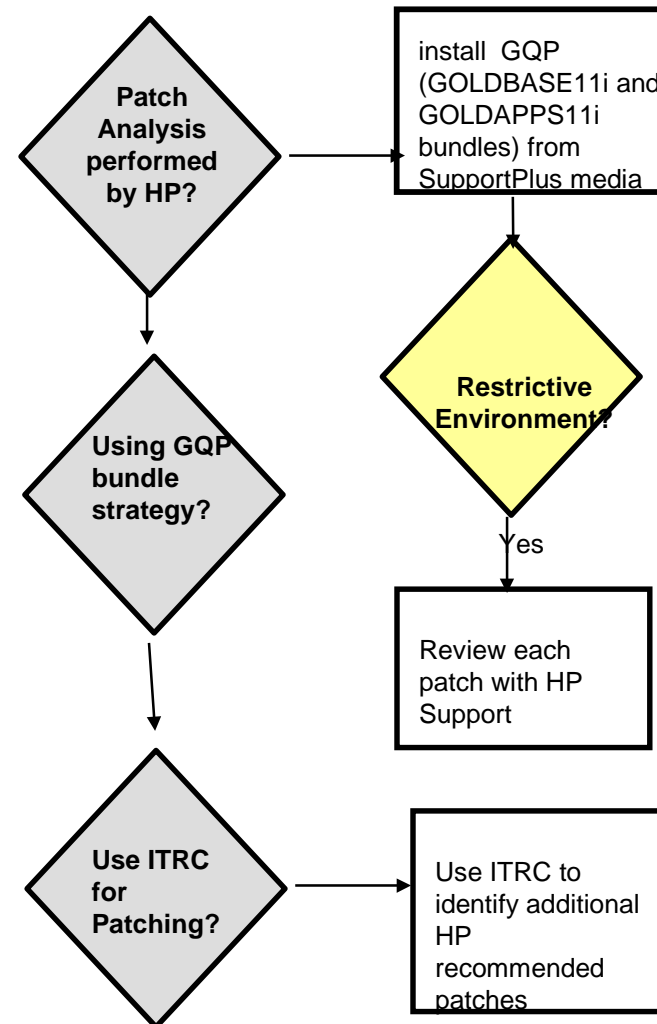 Patch
Analysis
performed
by HP?
install  GQP
(GOLDBASE11i and
GOLDAPPS11i
bundles) from
SupportPlus media
Restrictive
Environment?
Using GQP
bundle
strategy?
Yes
Review each
patch with HP
Support
Use ITRC
for
Patching?
Use ITRC to
identify additional
HP
recommended
patches